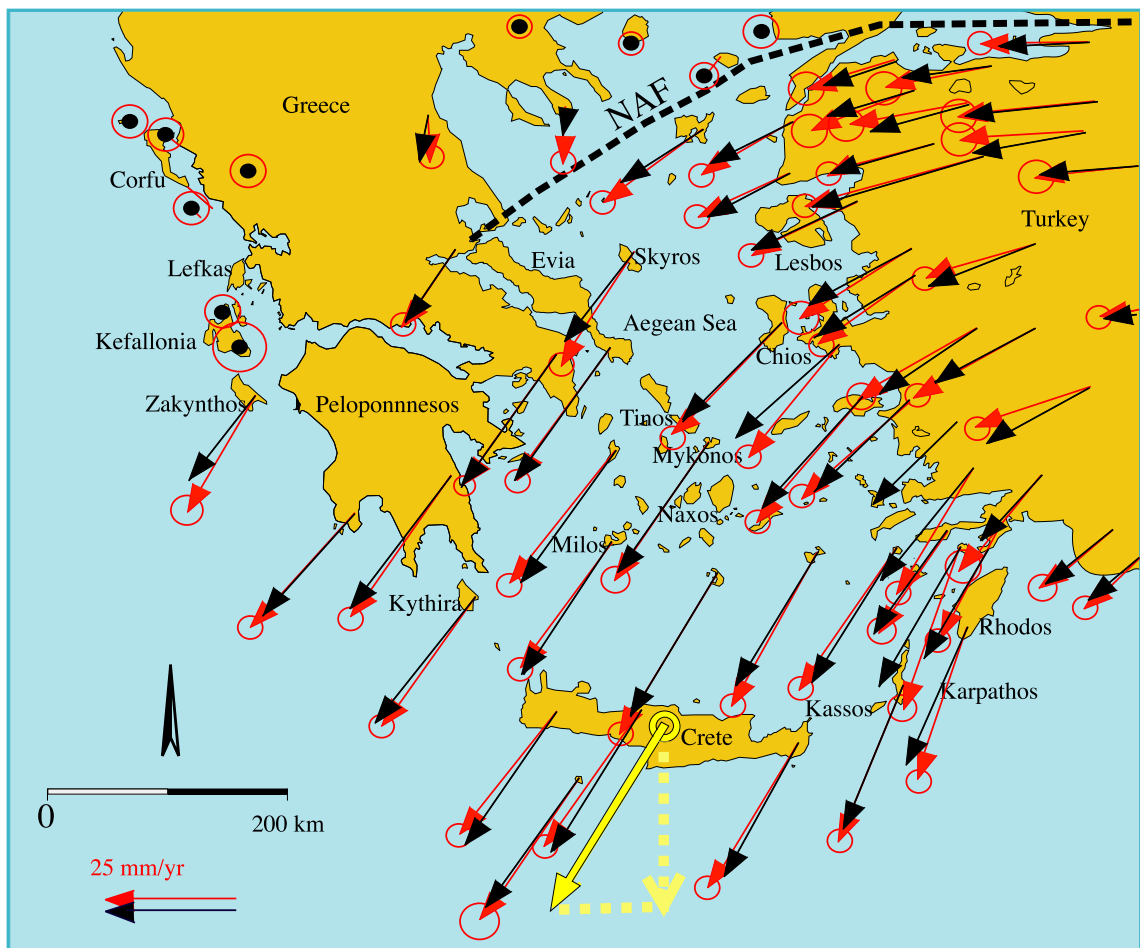 NAF
Greece
Corfu
Turkey
Lefkas
Evia
Skyros
Lesbos
Kefallonia
Aegean Sea
Chios
Zakynthos
Peloponnnesos
Tinos
Mykonos
Naxos
Milos
Kythira
Rhodos
Karpathos
Kassos
Crete
0
200 km
25 mm/yr